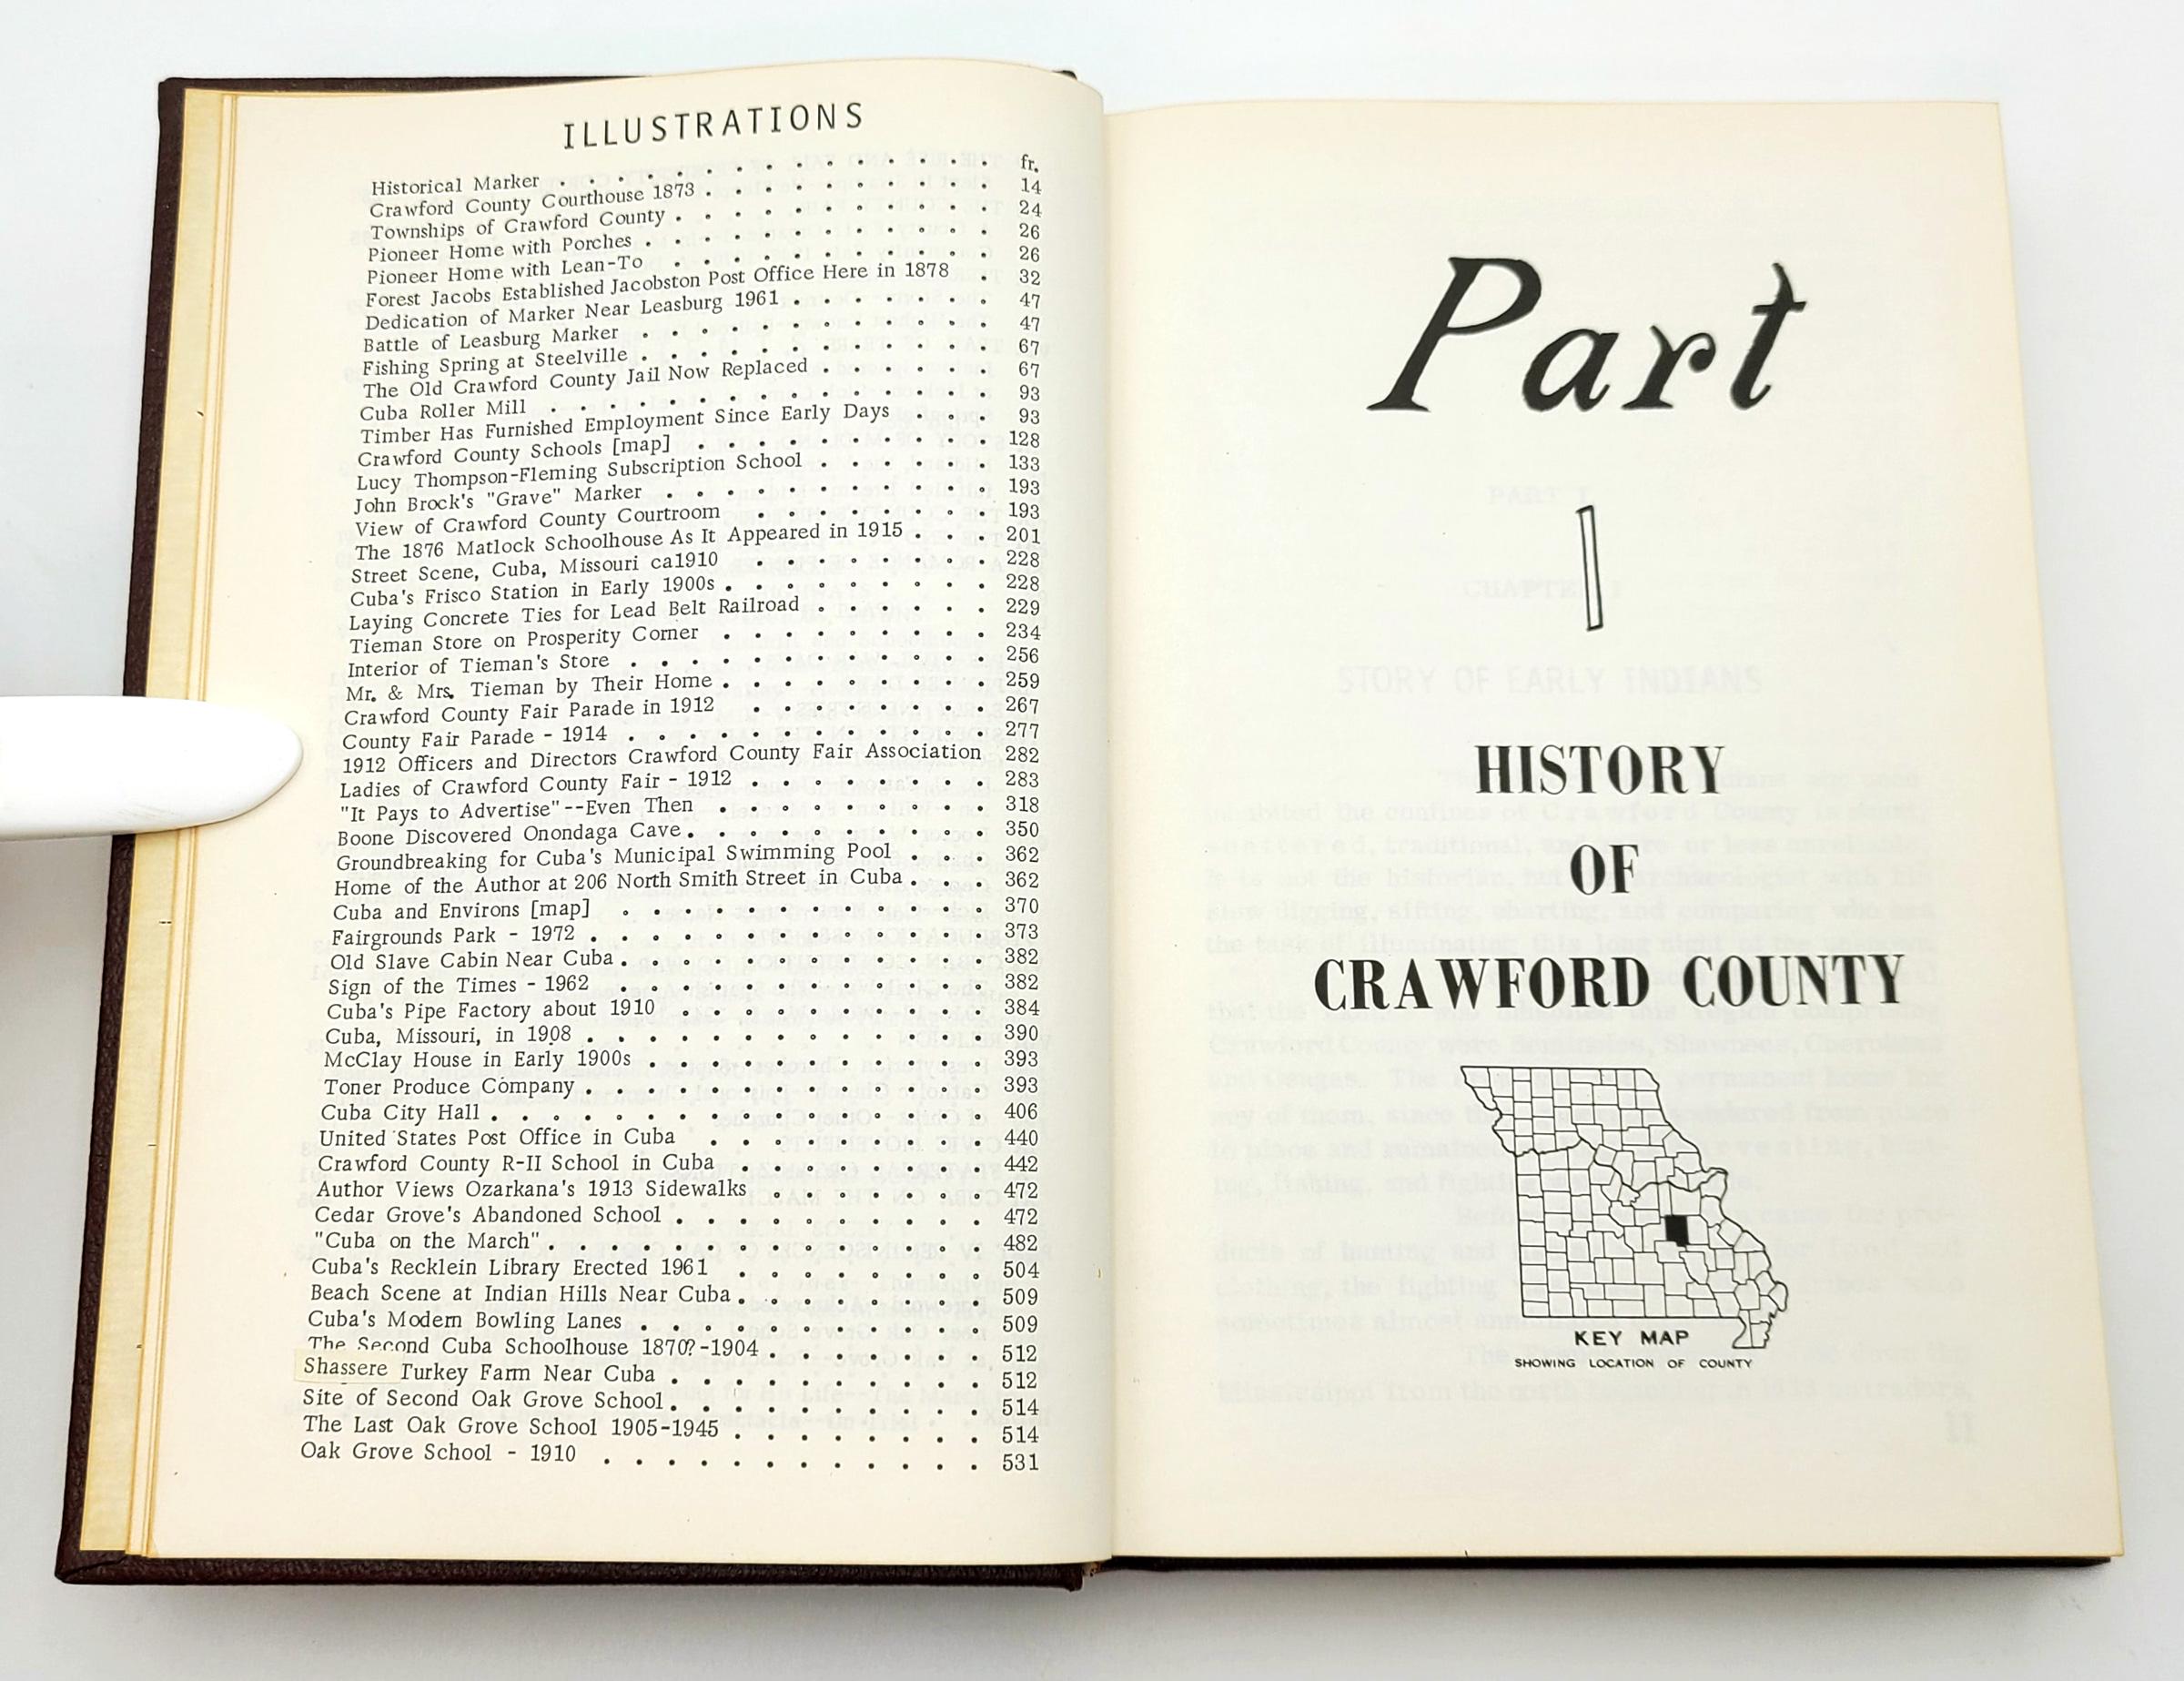 ILLUSTRATIONS
Historical Marker . . . . . . . . . . . . . . fr.
Crawford County Courthouse 1873 . . . . . . . . . . 14
Townships of Crawford County . . . . . . . . . . . 24
Pioneer Home with Porches . . . . . . . . . . . . 26
Pioneer Home with Lean-To . . . . . . . . . . . 26
Forest Jacobs Established Jacobston Post Office Here in 1878 . 32
Dedication of Marker Near Leasburg 1961 . . . . . . . 47
Battle of Leasburg Marker . . . . . . . . . . . . 47
Fishing Spring at Steelville . . . . . . . . . . . . 67
The Old Crawford County Jail Now Replaced . . . . . . 67
Cuba Roller Mill . . . . . . . . . . . . . . . 93
Timber Has Furnished Employment Since Early Days . . . 93
Crawford County Schools [map] . . . . . . . . . . 128
Lucy Thompson-Fleming Subscription School . . . . . . 133
John Brock's "Grave" Marker . . . . . . . . . . . 193
View of Crawford County Courtroom . . . . . . . . 193
The 1876 Matlock Schoolhouse As It Appeared in 1915 . . . 201
Street Scene, Cuba, Missouri ca1910 . . . . . . . . 228
Cuba's Frisco Station in Early 1900s . . . . . . . . . 228
Laying Concrete Ties for Lead Belt Railroad . . . . . . 229
Tieman Store on Prosperity Corner . . . . . . . . . 234
Interior of Tieman's Store . . . . . . . . . . . . 256
Mr. & Mrs. Tieman by Their Home . . . . . . . . . 259
Crawford County Fair Parade in 1912 . . . . . . . . 267
County Fair Parade - 1914 . . . . . . . . . . . . 277
1912 Officers and Directors Crawford County Fair Association 282
Ladies of Crawford County Fair - 1912 . . . . . . . . 283
"It Pays to Advertise"--Even Then . . . . . . . . . 318
Boone Discovered Onondaga Cave . . . . . . . . . . 350
Groundbreaking for Cuba's Municipal Swimming Pool . . . 362
Home of the Author at 206 North Smith Street in Cuba . . . 362
Cuba and Environs [map] . . . . . . . . . . . . 370
Fairgrounds Park - 1972 . . . . . . . . . . . . . 373
Old Slave Cabin Near Cuba . . . . . . . . . . . . 382
Sign of the Times - 1962 . . . . . . . . . . . . 382
Cuba's Pipe Factory about 1910 . . . . . . . . . . 384
Cuba, Missouri, in 1908 . . . . . . . . . . . . . 390
McClay House in Early 1900s . . . . . . . . . . . 393
Toner Produce Company . . . . . . . . . . . . . 393
Cuba City Hall . . . . . . . . . . . . . . . . 406
United States Post Office in Cuba . . . . . . . . . 440
Crawford County R-II School in Cuba . . . . . . . . 442
Author Views Ozarkana's 1913 Sidewalks . . . . . . . 472
Cedar Grove's Abandoned School . . . . . . . . . . 472
"Cuba on the March" . . . . . . . . . . . . . . 482
Cuba's Recklein Library Erected 1961 . . . . . . . . 504
Beach Scene at Indian Hills Near Cuba . . . . . . . . 509
Cuba's Modern Bowling Lanes . . . . . . . . . . . 509
The Second Cuba Schoolhouse 1870?-1904 . . . . . . . 512
Shassere Turkey Farm Near Cuba . . . . . . . . . . 512
Site of Second Oak Grove School . . . . . . . . . . 514
The Last Oak Grove School 1905-1945 . . . . . . . . 514
Oak Grove School - 1910 . . . . . . . . . . . . 531
Part
I
HISTORY
OF
CRAWFORD COUNTY
KEY MAP
SHOWING LOCATION OF COUNTY